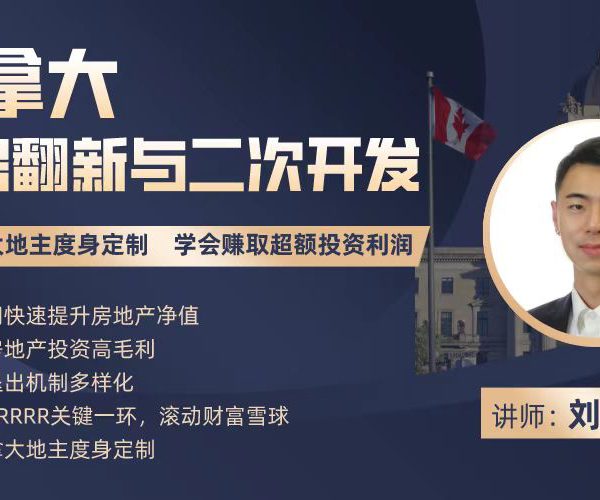 拿大
翻新与二次开发
大地主度身定制 学会赚取超额投资利润
快速提升房地产净值
房地产投资高毛利
退出机制多样化
RRRR关键一环，滚动财富雪球
拿大地主度身定制
讲师：刘